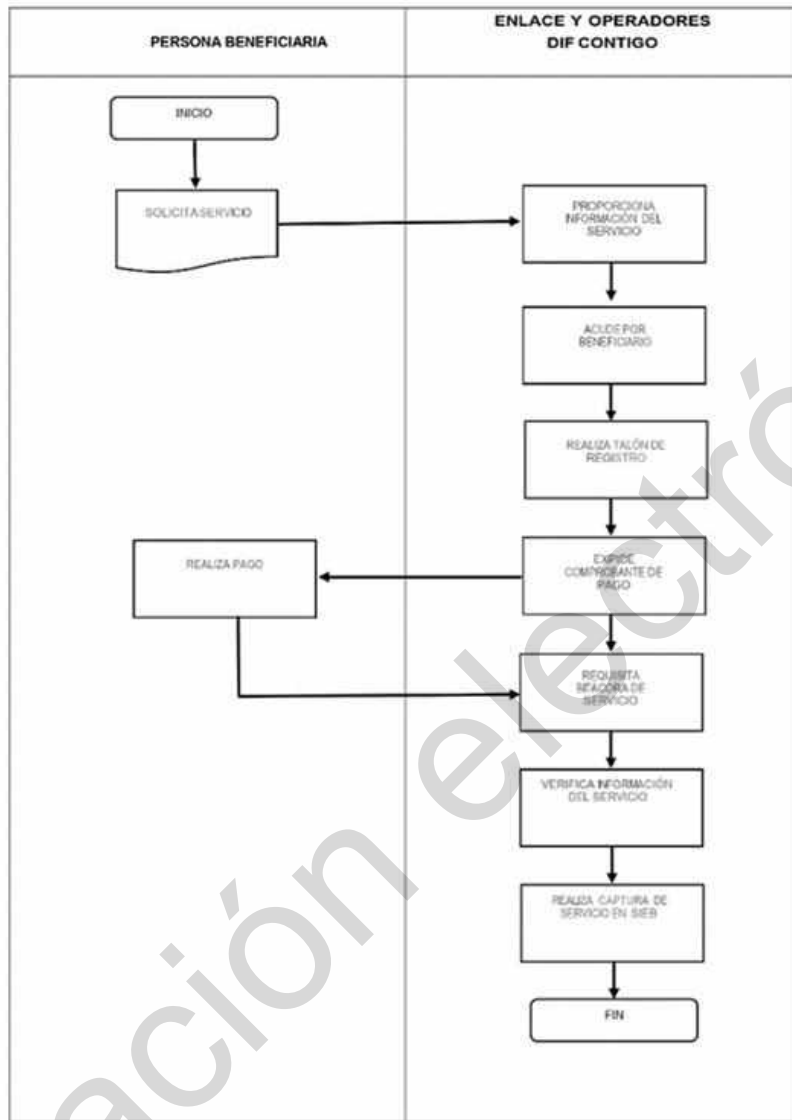 PERSONA BENEFICIARIA
ENLACE Y OPERADORES
DIF CONTIGO
INICIO
SOLICITA SERVICIO
PROPORCIONA
INFORMACIÓN DEL
SERVICIO
ACUDE POR
BENEFICIARIO
REALIZA TALÓN DE
REGISTRO
EXPIDE
COMPROBANTE DE
PAGO
REALIZA PAGO
REQUISITA
BITÁCORA DE
SERVICIO
VERIFICA INFORMACIÓN
DEL SERVICIO
REALIZA CAPTURA DE
SERVICIO EN SIEB
FIN
ación electró